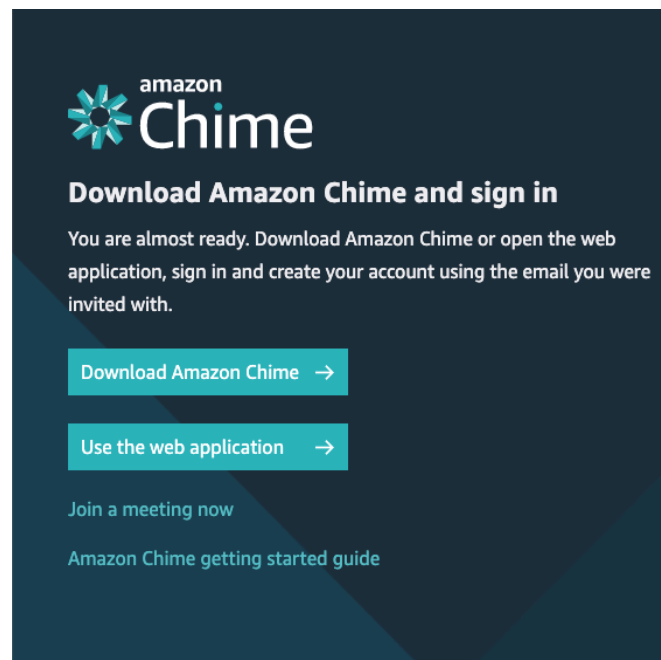 amazon
Chime
Download Amazon Chime and sign in
You are almost ready. Download Amazon Chime or open the web
application, sign in and create your account using the email you were
invited with.
Download Amazon Chime →
Use the web application →
Join a meeting now
Amazon Chime getting started guide